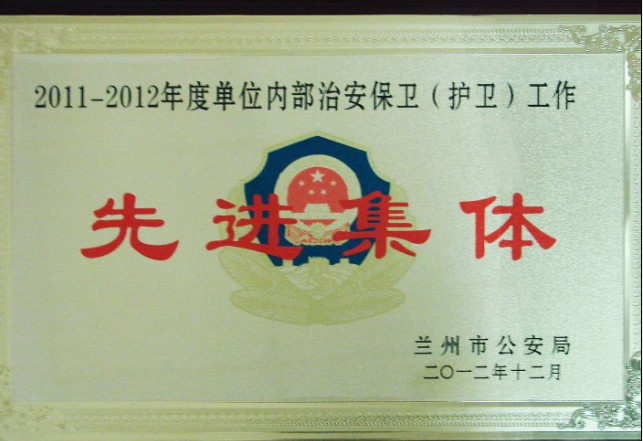 2011-2012年度单位内部治安保卫（护卫）工作
先进集体
兰州市公安局
二〇一二年十二月